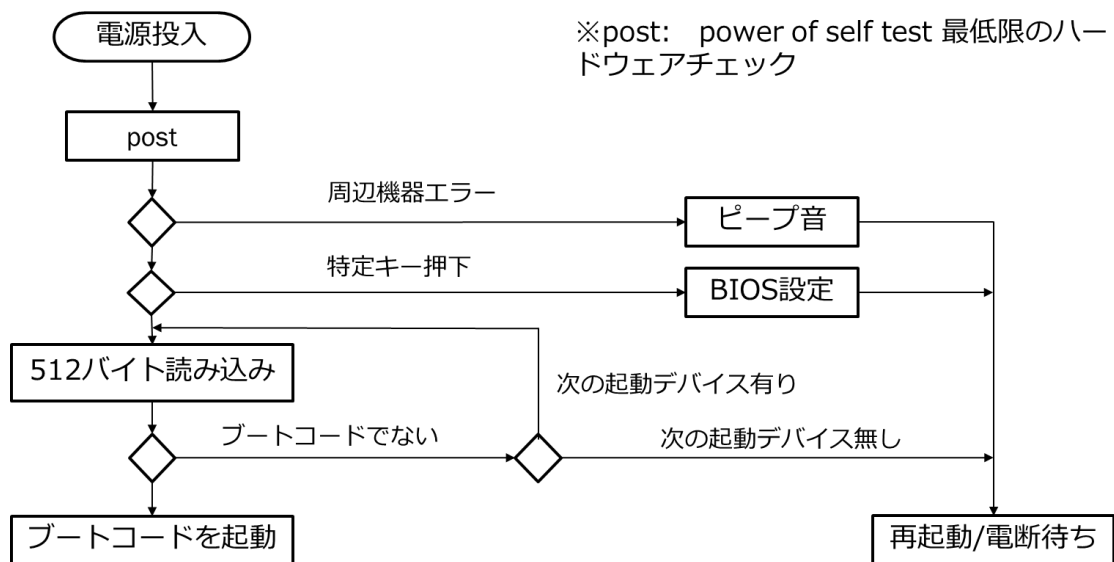 電源投入
※post:　power of self test 最低限のハー
ドウェアチェック
post
周辺機器エラー
ピープ音
特定キー押下
BIOS設定
512バイト読み込み
次の起動デバイス有り
ブートコードでない
次の起動デバイス無し
ブートコードを起動
再起動/電断待ち